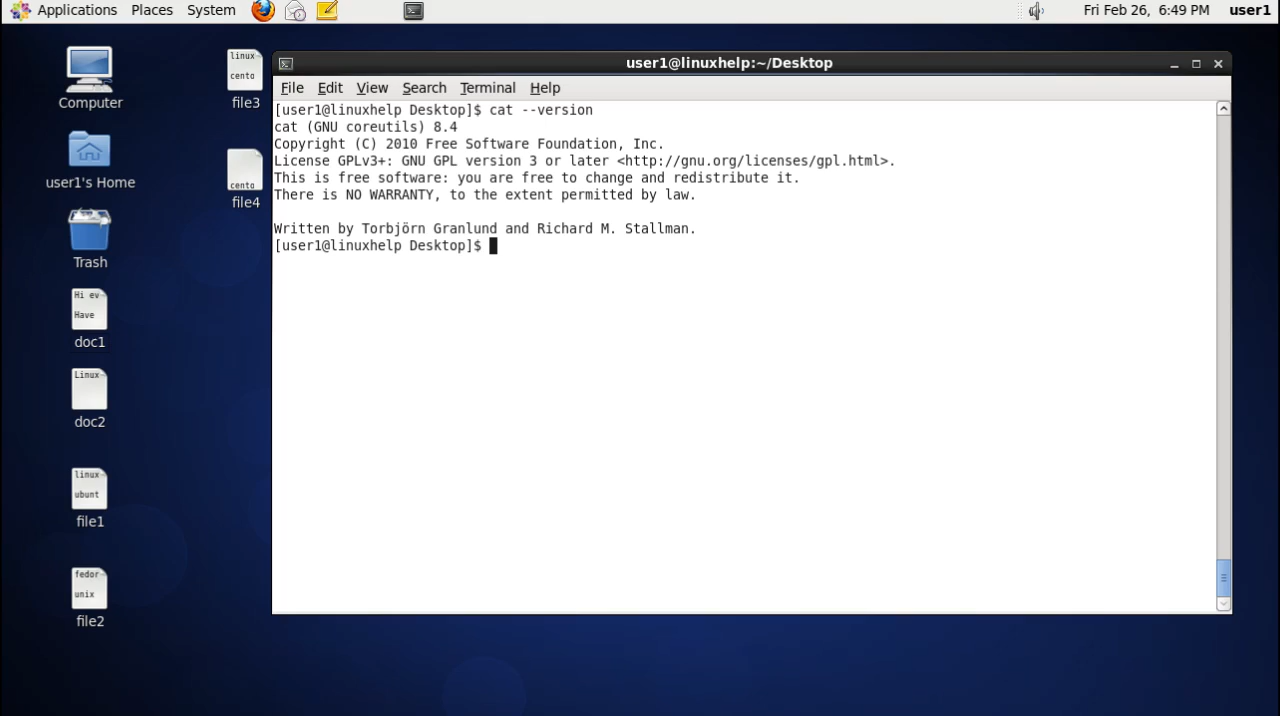 Applications Places System Fri Feb 26, 6:49 PM user1
user1@linuxhelp:~/Desktop
File Edit View Search Terminal Help
[user1@linuxhelp Desktop]$ cat --version
cat (GNU coreutils) 8.4
Copyright (C) 2010 Free Software Foundation, Inc.
License GPLv3+: GNU GPL version 3 or later <http://gnu.org/licenses/gpl.html>.
This is free software: you are free to change and redistribute it.
There is NO WARRANTY, to the extent permitted by law.
Written by Torbjörn Granlund and Richard M. Stallman.
[user1@linuxhelp Desktop]$
Computer
user1's Home
Trash
Hi ev
Have
doc1
Linux
doc2
linux
ubunt
file1
fedor
unix
file2
linux
cento
file3
cento
file4